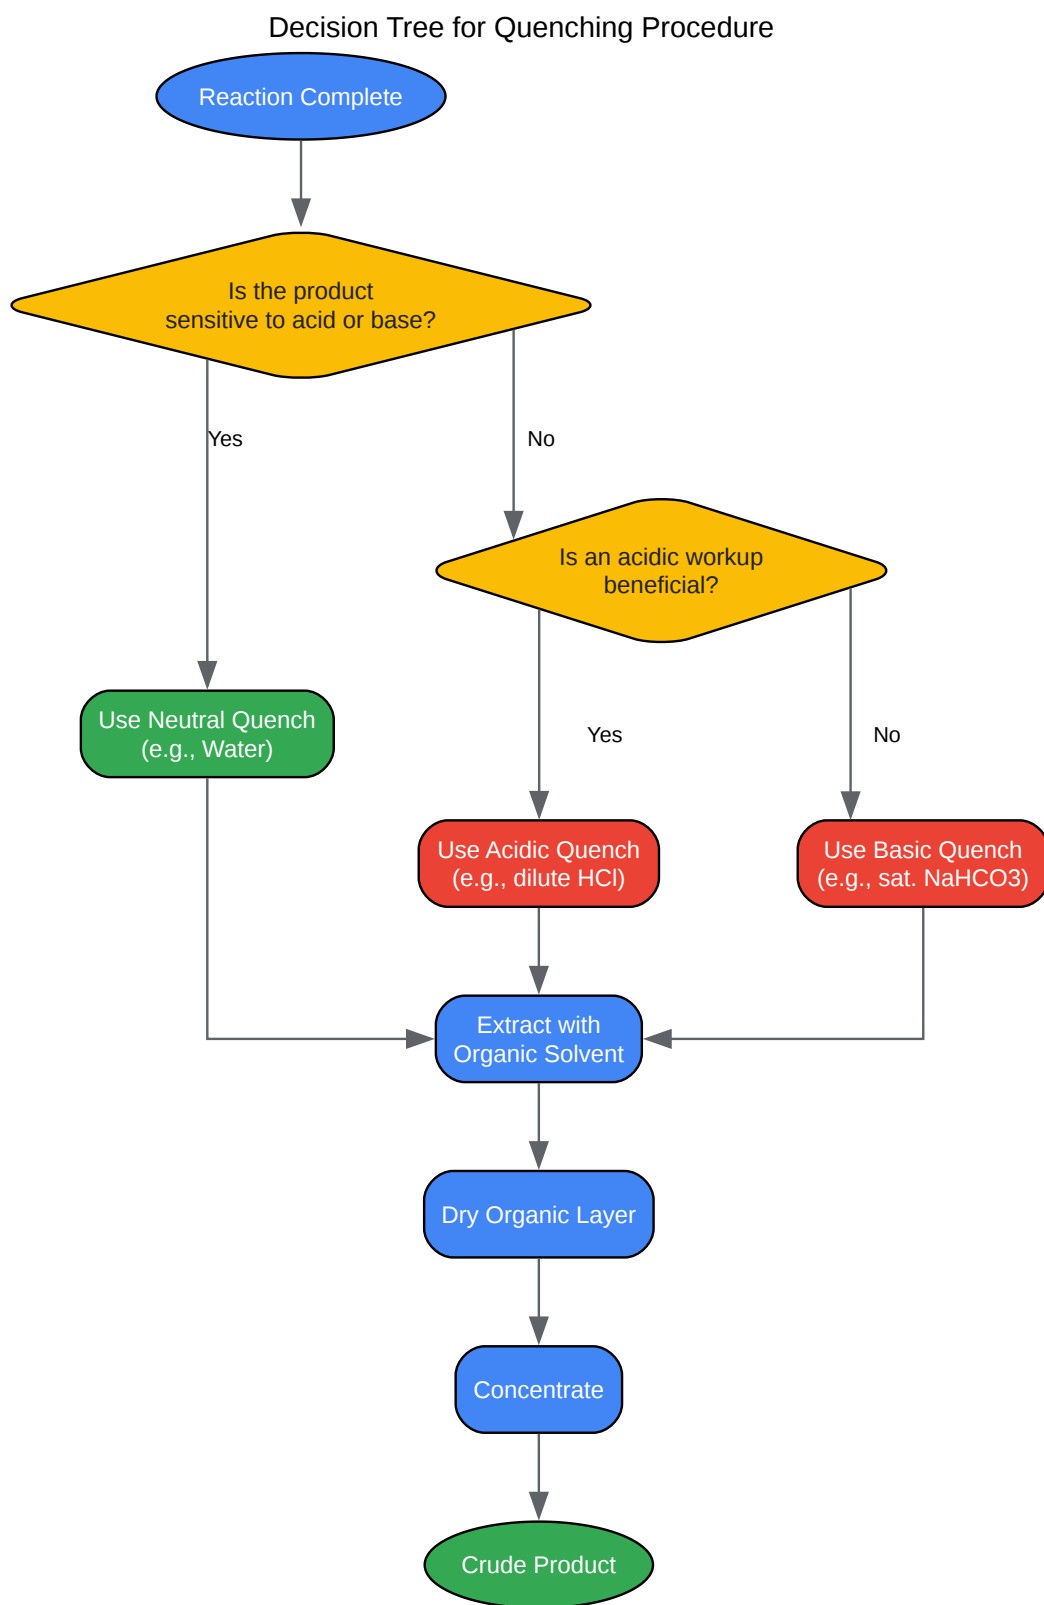 Decision Tree for Quenching Procedure
Reaction Complete
Is the product
sensitive to acid or base?
Yes
No
Is an acidic workup
beneficial?
Use Neutral Quench
(e.g., Water)
Yes
No
Use Acidic Quench
(e.g., dilute HCl)
Use Basic Quench
(e.g., sat. NaHCO3)
Extract with
Organic Solvent
Dry Organic Layer
Concentrate
Crude Product